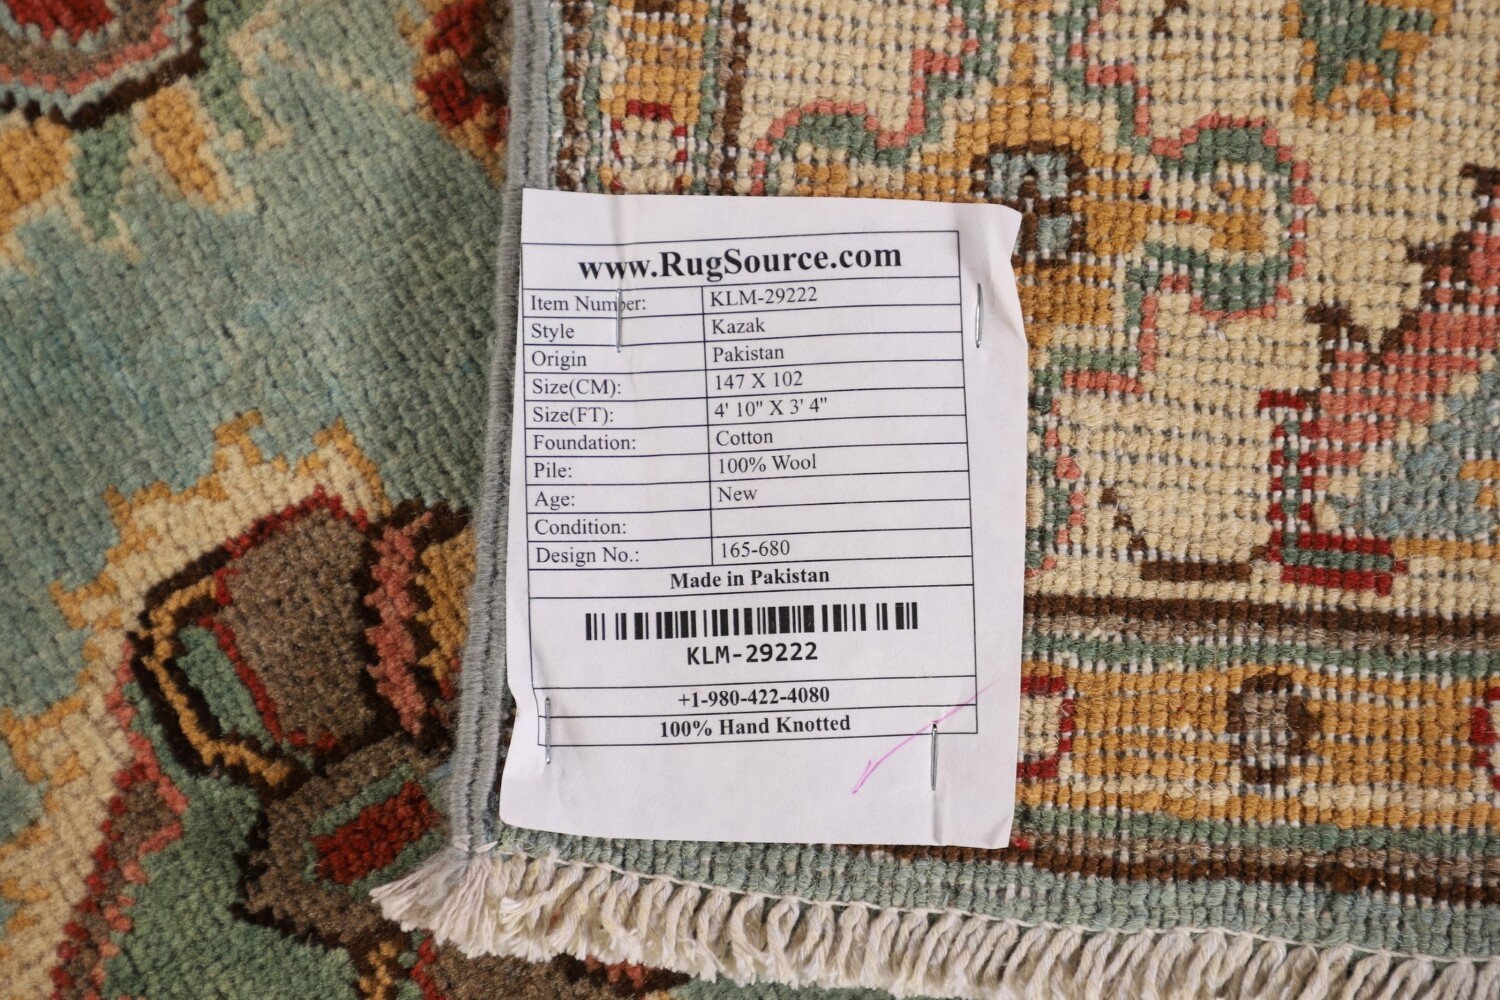 www.RugSource.com
Item Number: KLM-29222
Style Kazak
Origin Pakistan
Size(CM): 147 X 102
Size(FT): 4' 10" X 3' 4"
Foundation: Cotton
Pile: 100% Wool
Age: New
Condition:
Design No.: 165-680
Made in Pakistan
KLM-29222
+1-980-422-4080
100% Hand Knotted